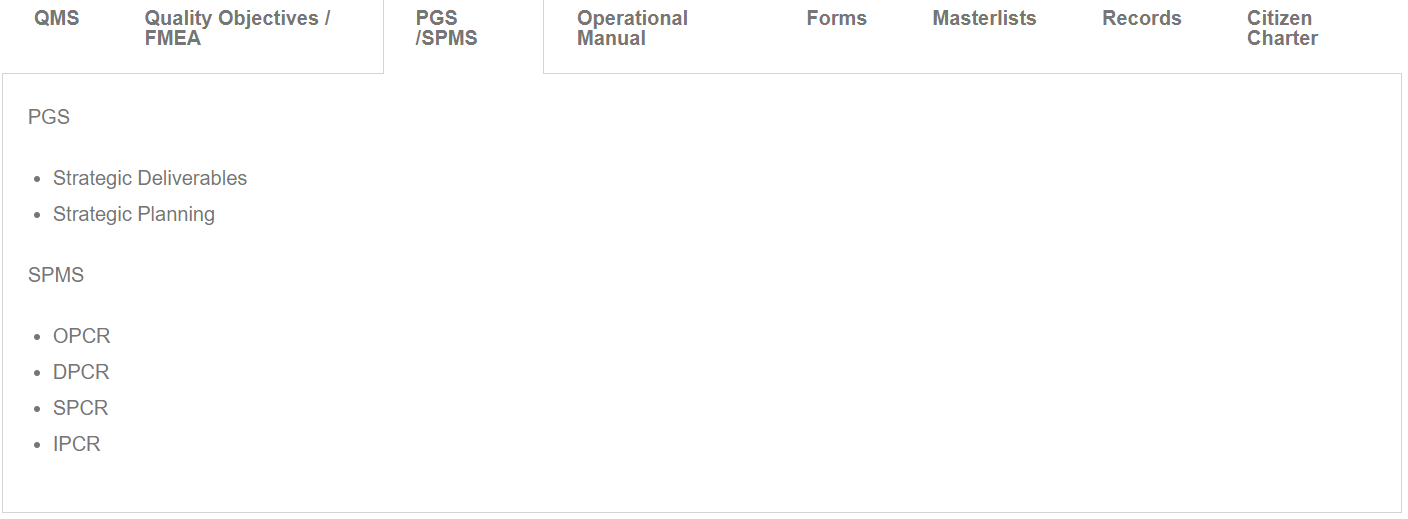 QMS
Quality Objectives /
FMEA
PGS
/SPMS
Operational
Manual
Forms
Masterlists
Records
Citizen
Charter
PGS
Strategic Deliverables
Strategic Planning
SPMS
OPCR
DPCR
SPCR
IPCR